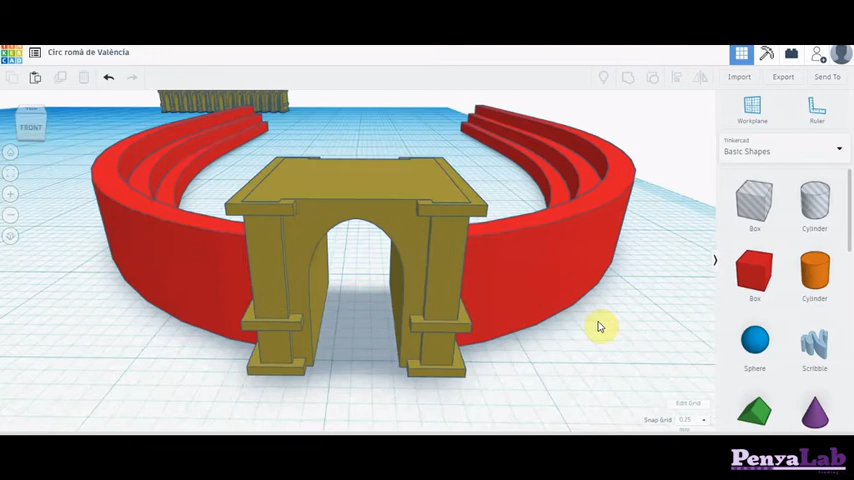 Circ romà de València
Import
Export
Send To
FRONT
Workplane
Ruler
Tinkercad
Basic Shapes
Box
Cylinder
Box
Cylinder
Sphere
Scribble
Edit Grid
Snap Grid 0.25
mm
PenyaLab